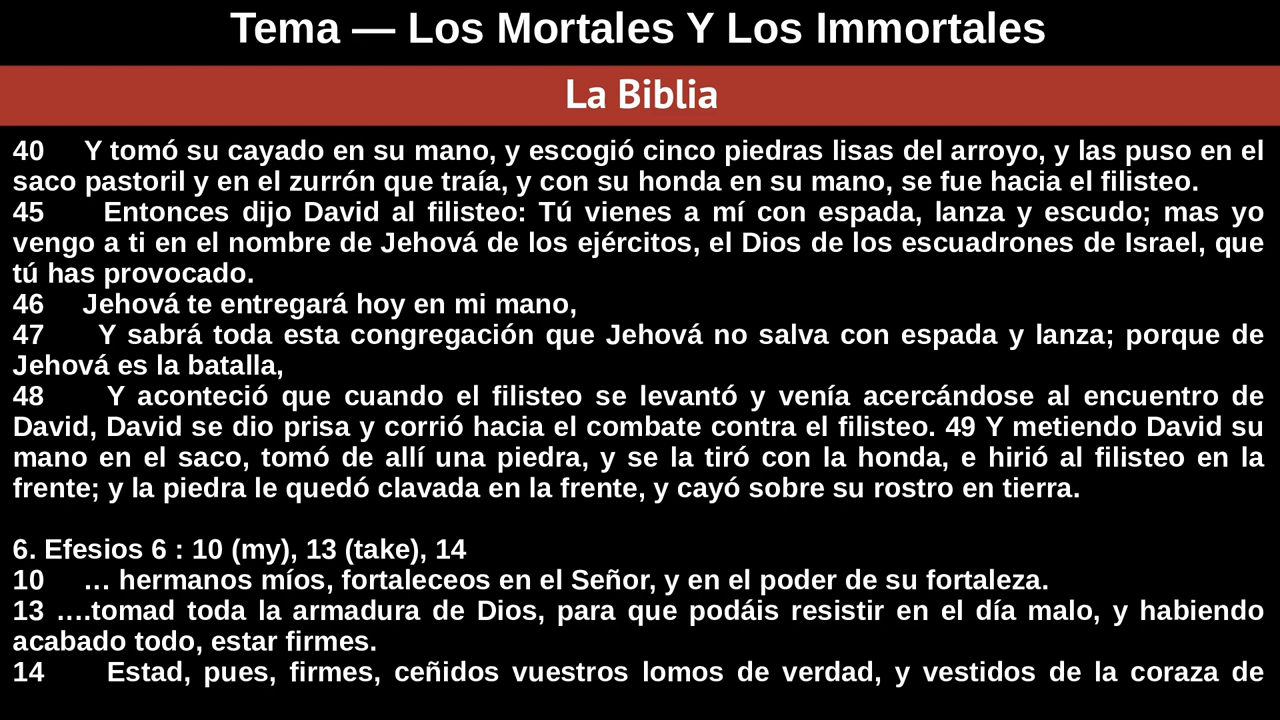 Tema — Los Mortales Y Los Immortales
La Biblia
40 Y tomó su cayado en su mano, y escogió cinco piedras lisas del arroyo, y las puso en el
saco pastoril y en el zurrón que traía, y con su honda en su mano, se fue hacia el filisteo.
45 Entonces dijo David al filisteo: Tú vienes a mí con espada, lanza y escudo; mas yo
vengo a ti en el nombre de Jehová de los ejércitos, el Dios de los escuadrones de Israel, que
tú has provocado.
46 Jehová te entregará hoy en mi mano,
47 Y sabrá toda esta congregación que Jehová no salva con espada y lanza; porque de
Jehová es la batalla,
48 Y aconteció que cuando el filisteo se levantó y venía acercándose al encuentro de
David, David se dio prisa y corrió hacia el combate contra el filisteo. 49 Y metiendo David su
mano en el saco, tomó de allí una piedra, y se la tiró con la honda, e hirió al filisteo en la
frente; y la piedra le quedó clavada en la frente, y cayó sobre su rostro en tierra.
6. Efesios 6 : 10 (my), 13 (take), 14
10 … hermanos míos, fortaleceos en el Señor, y en el poder de su fortaleza.
13 ….tomad toda la armadura de Dios, para que podáis resistir en el día malo, y habiendo
acabado todo, estar firmes.
14 Estad, pues, firmes, ceñidos vuestros lomos de verdad, y vestidos de la coraza de